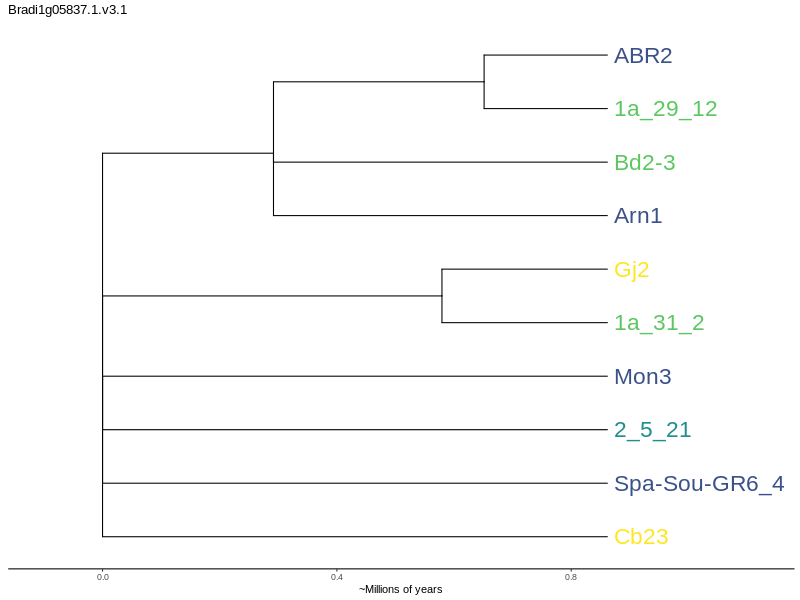 Bradi1g05837.1.v3.1
ABR2
1a_29_12
Bd2-3
Arn1
Gj2
1a_31_2
Mon3
2_5_21
Spa-Sou-GR6_4
Cb23
0.0 0.4 0.8
~Millions of years